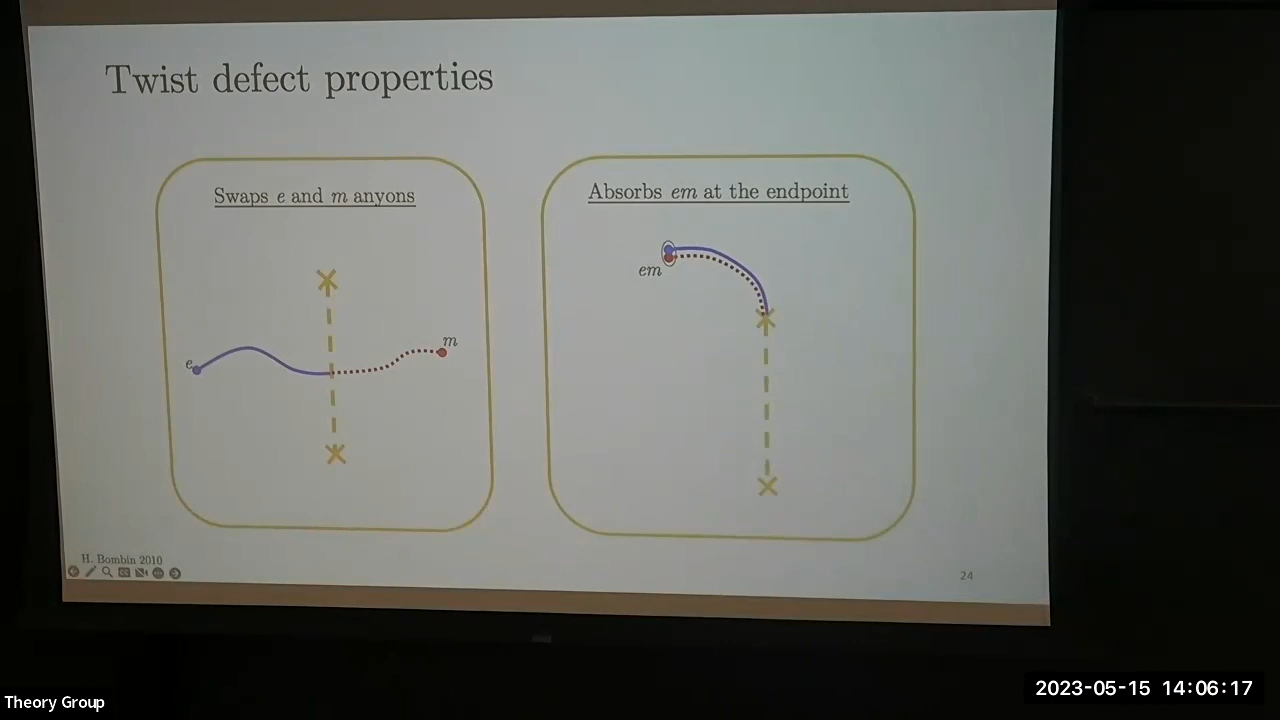 Twist defect properties
Swaps e and m anyons
e
m
Absorbs em at the endpoint
em
H. Bombin 2010
24
Theory Group
2023-05-15 14:06:17